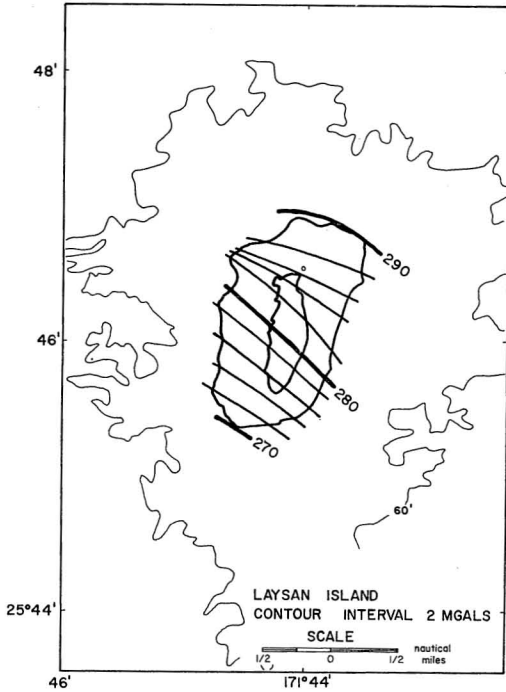 48'
290
46'
280
270
60'
LAYSAN ISLAND
CONTOUR INTERVAL 2 MGALS
25°44'
SCALE
1/2 0 1/2 nautical miles
46' 171°44'